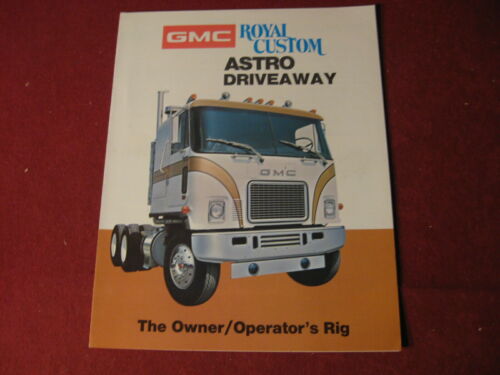 GMC ROYAL
CUSTOM
ASTRO
DRIVEAWAY
GMC
The Owner/Operator's Rig